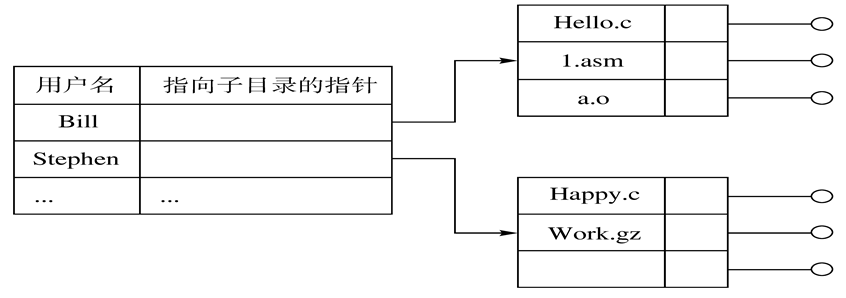 用户名 指向子目录的指针
Bill
Stephen
... ...
Hello.c
1.asm
a.o
Happy.c
Work.gz